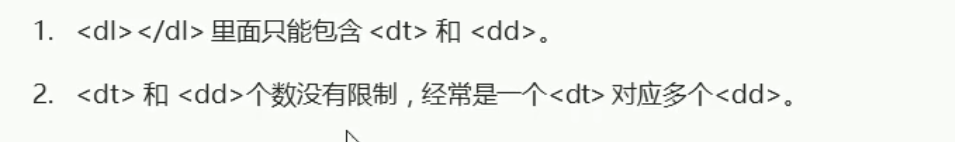 1. <dl></dl> 里面只能包含 <dt> 和 <dd>。
2. <dt> 和 <dd>个数没有限制，经常是一个<dt> 对应多个<dd>。